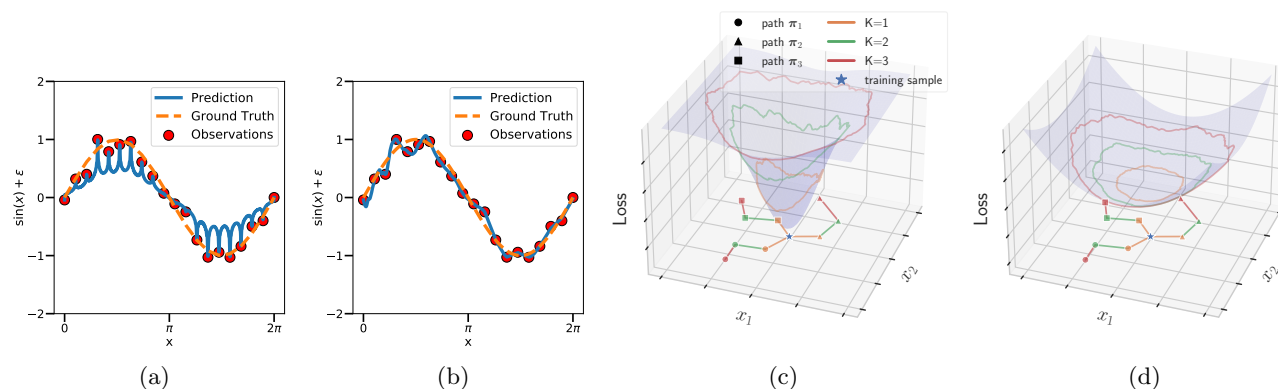 path π₁
path π₂
path π₃
K=1
K=2
K=3
training sample
2
1
0
−1
−2
sin(x) + ε
Prediction
Ground Truth
Observations
0
π
2π
x
2
1
0
−1
−2
sin(x) + ε
Prediction
Ground Truth
Observations
0
π
2π
x
Loss
x₁
x₂
Loss
x₁
x₂
(a)
(b)
(c)
(d)